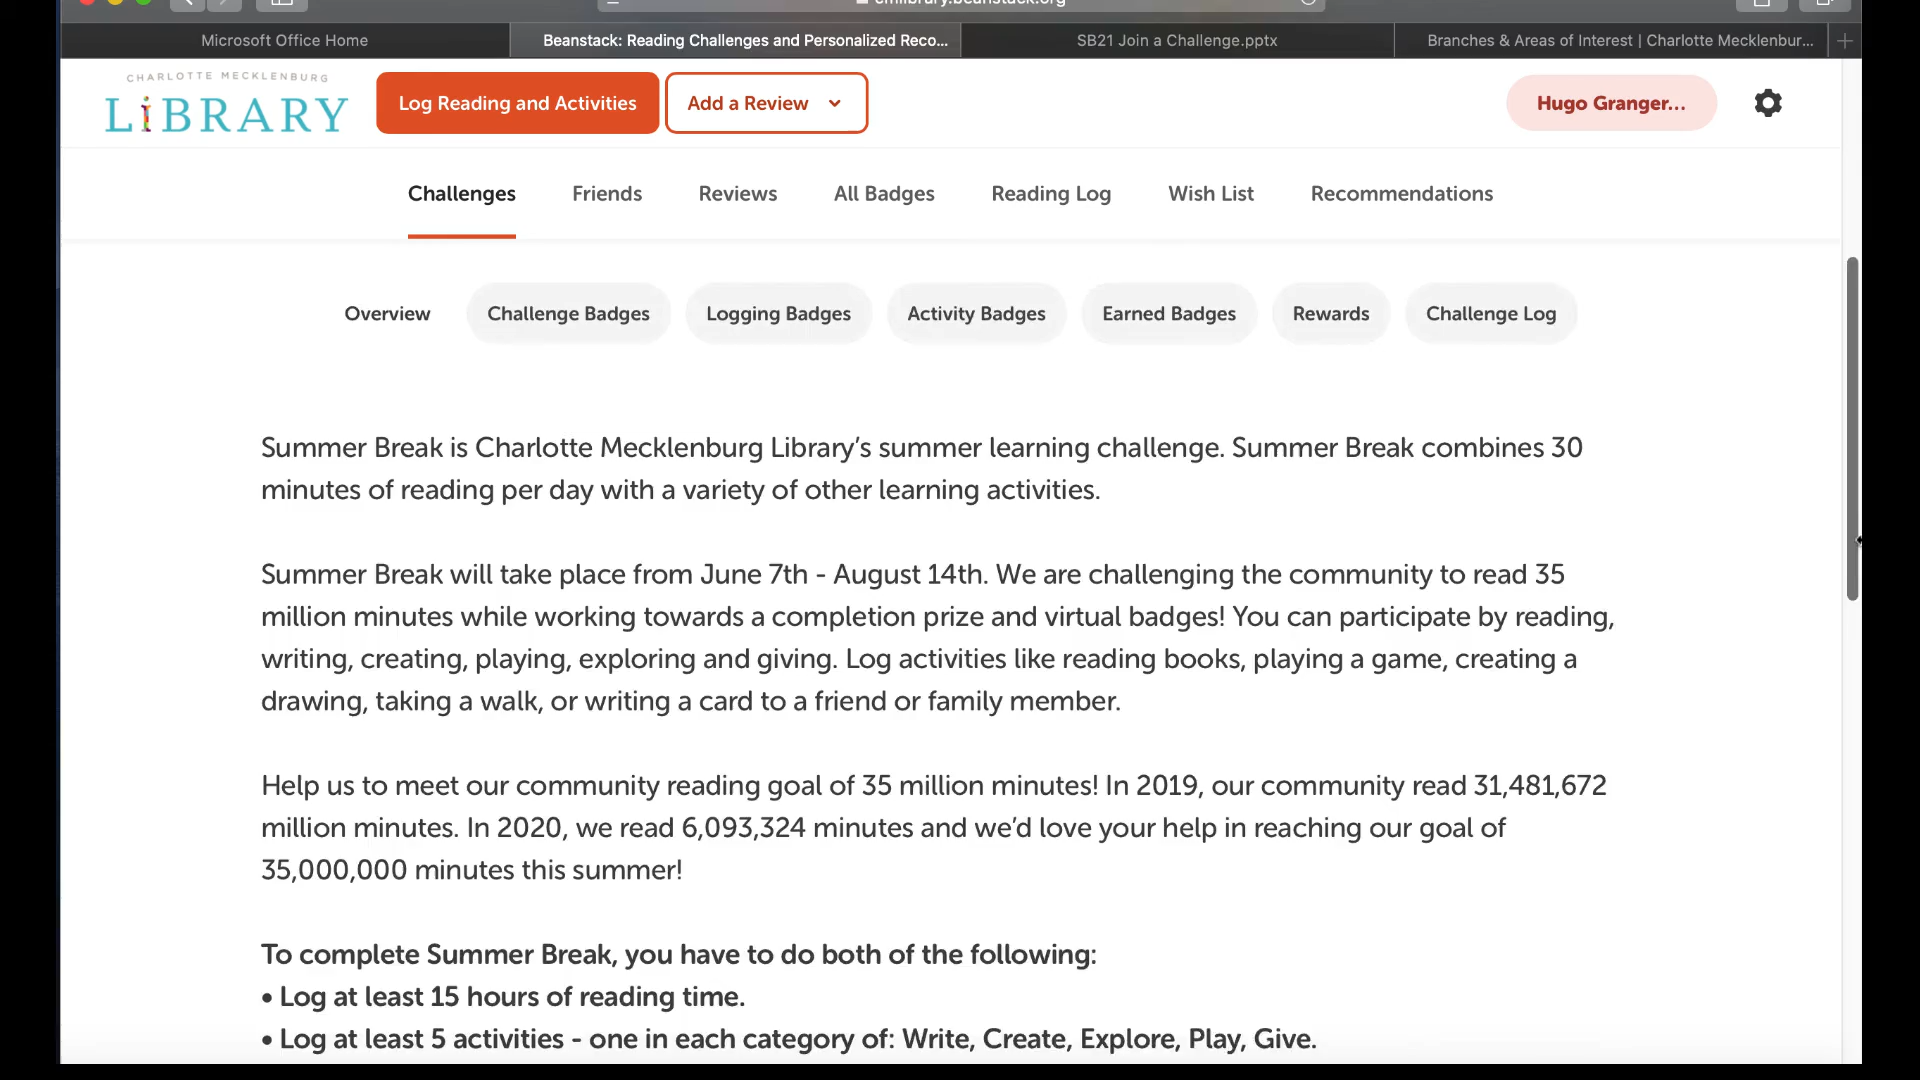 cmlibrary.beanstack.org
Microsoft Office Home
Beanstack: Reading Challenges and Personalized Reco...
SB21 Join a Challenge.pptx
Branches & Areas of Interest | Charlotte Mecklenbur...
CHARLOTTE MECKLENBURG
LiBRARY
Log Reading and Activities
Add a Review
Hugo Granger...
Challenges
Friends
Reviews
All Badges
Reading Log
Wish List
Recommendations
Overview
Challenge Badges
Logging Badges
Activity Badges
Earned Badges
Rewards
Challenge Log
Summer Break is Charlotte Mecklenburg Library’s summer learning challenge. Summer Break combines 30
minutes of reading per day with a variety of other learning activities.
Summer Break will take place from June 7th - August 14th. We are challenging the community to read 35
million minutes while working towards a completion prize and virtual badges! You can participate by reading,
writing, creating, playing, exploring and giving. Log activities like reading books, playing a game, creating a
drawing, taking a walk, or writing a card to a friend or family member.
Help us to meet our community reading goal of 35 million minutes! In 2019, our community read 31,481,672
million minutes. In 2020, we read 6,093,324 minutes and we’d love your help in reaching our goal of
35,000,000 minutes this summer!
To complete Summer Break, you have to do both of the following:
• Log at least 15 hours of reading time.
• Log at least 5 activities - one in each category of: Write, Create, Explore, Play, Give.